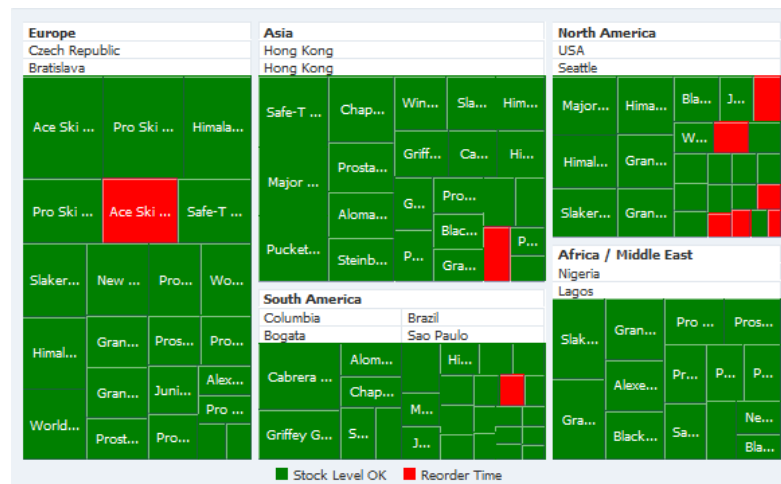 Europe
Czech Republic
Bratislava
Ace Ski ...
Pro Ski ...
Himala...
Pro Ski ...
Ace Ski ...
Safe-T ...
Slaker...
New ...
Pro...
Wo...
Himal...
Gran...
Pros...
Pro...
Gran...
Juni...
Alex...
Pro ...
World...
Prost...
Pro...
Asia
Hong Kong
Hong Kong
Safe-T ...
Chap...
Win...
Sla...
Him...
Griff...
Ca...
Hi...
Major ...
Prosta...
G...
Pro...
Aloma...
Blac...
P...
Pucket...
Steinb...
P...
Gra...
South America
Columbia
Brazil
Bogata
Sao Paulo
Cabrera ...
Alom...
Hi...
Chap...
M...
Griffey G...
S...
J...
North America
USA
Seattle
Major...
Hima...
Bla...
J...
W...
Himal...
Gran...
Slaker...
Gran...
Africa / Middle East
Nigeria
Lagos
Slak...
Gran...
Pro ...
Pros...
Alexe...
Pr...
P...
P...
Gra...
Black...
Sa...
Ne...
Bla...
Stock Level OK
Reorder Time